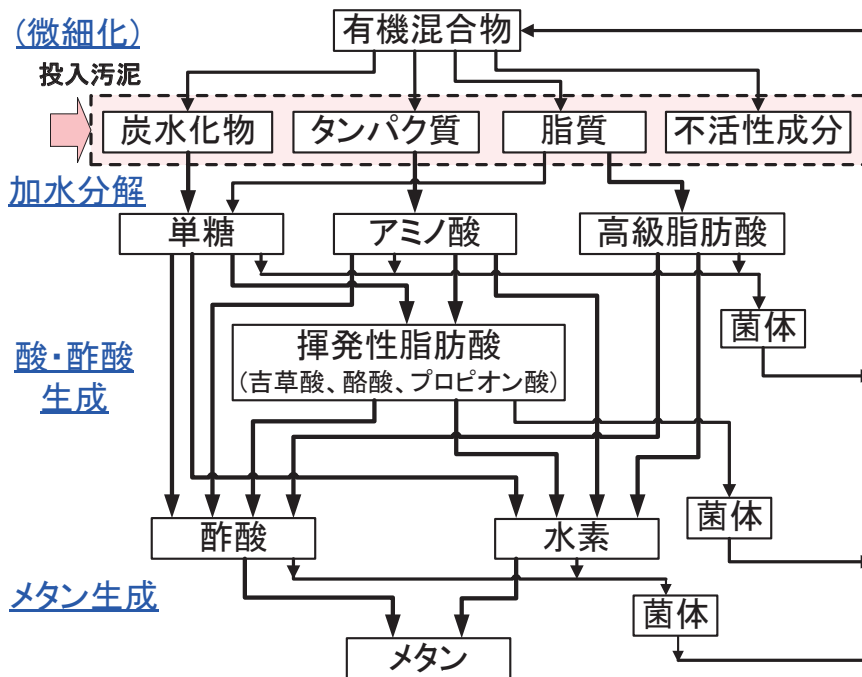 (微細化)
有機混合物
投入汚泥
炭水化物
タンパク質
脂質
不活性成分
加水分解
単糖
アミノ酸
高級脂肪酸
菌体
酸・酢酸
生成
揮発性脂肪酸
(吉草酸、酪酸、プロピオン酸)
菌体
酢酸
水素
メタン生成
菌体
メタン